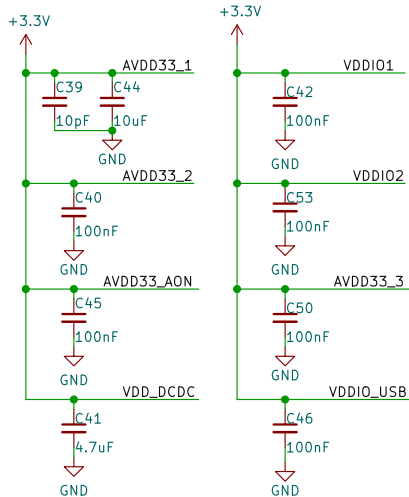 +3.3V
AVDD33_1
C39
10pF
C44
10uF
GND
AVDD33_2
C40
100nF
GND
AVDD33_AON
C45
100nF
GND
VDD_DCDC
C41
4.7uF
GND
+3.3V
VDDIO1
C42
100nF
GND
VDDIO2
C53
100nF
GND
AVDD33_3
C50
100nF
GND
VDDIO_USB
C46
100nF
GND